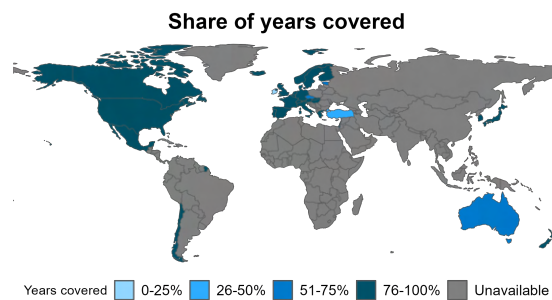 Share of years covered
Years covered 0-25% 26-50% 51-75% 76-100% Unavailable